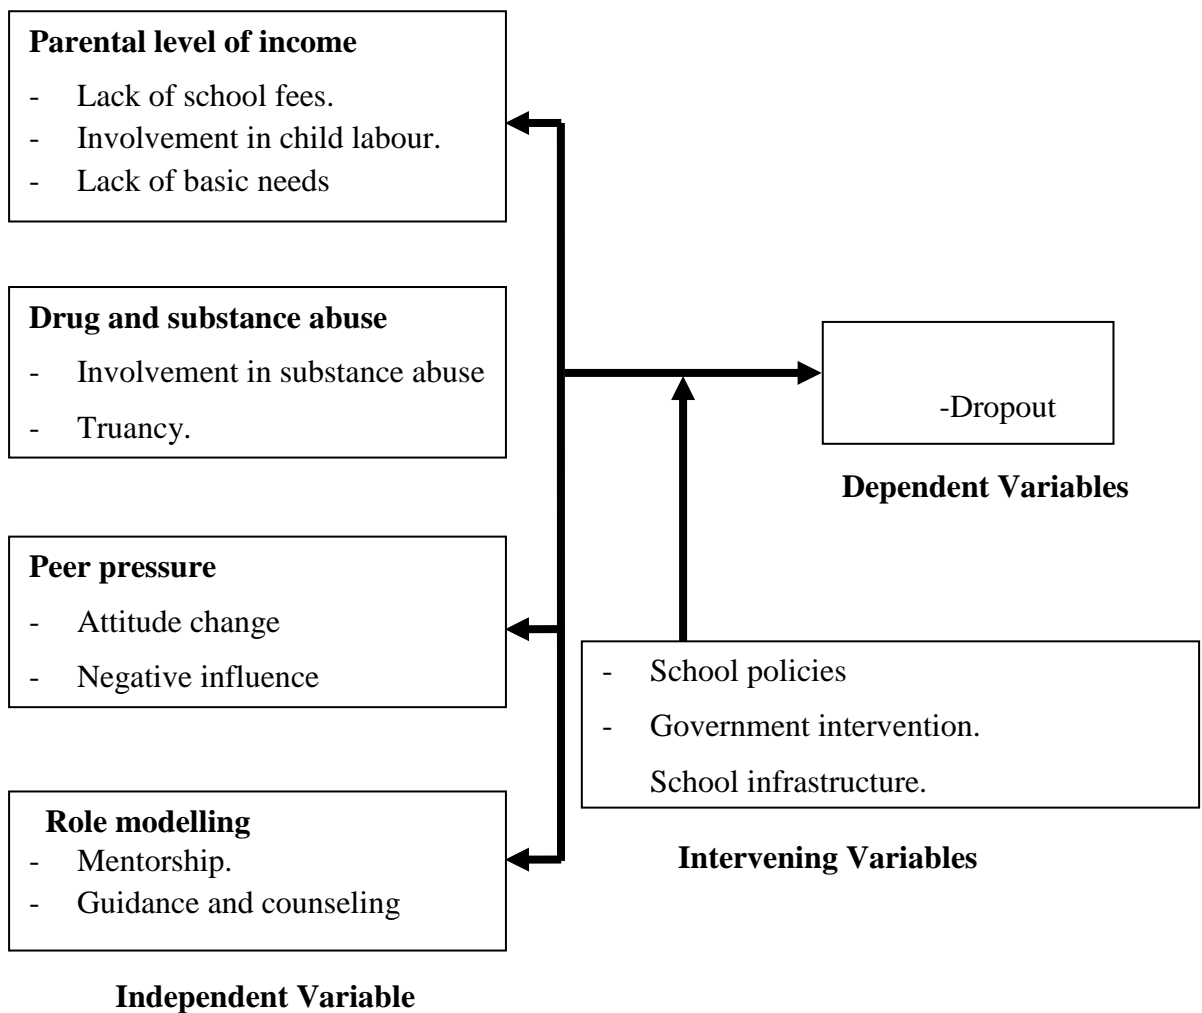 Parental level of income
- Lack of school fees.
- Involvement in child labour.
- Lack of basic needs
Drug and substance abuse
- Involvement in substance abuse
- Truancy.
Peer pressure
- Attitude change
- Negative influence
Role modelling
- Mentorship.
- Guidance and counseling
Independent Variable
-Dropout
Dependent Variables
- School policies
- Government intervention.
School infrastructure.
Intervening Variables